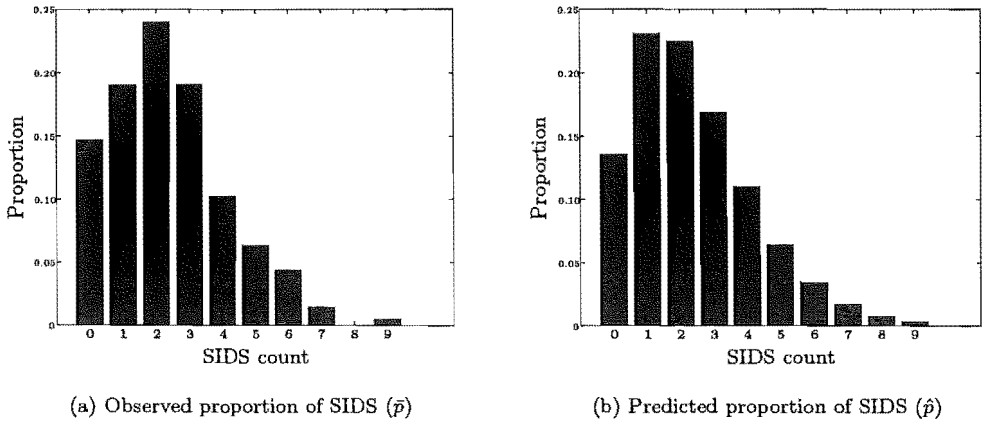 0.25
0.20
0.15
0.10
0.05
0
Proportion
0 1 2 3 4 5 6 7 8 9
SIDS count
(a) Observed proportion of SIDS (p̄)
0.25
0.20
0.15
0.10
0.05
0
Proportion
0 1 2 3 4 5 6 7 8 9
SIDS count
(b) Predicted proportion of SIDS (p̂)